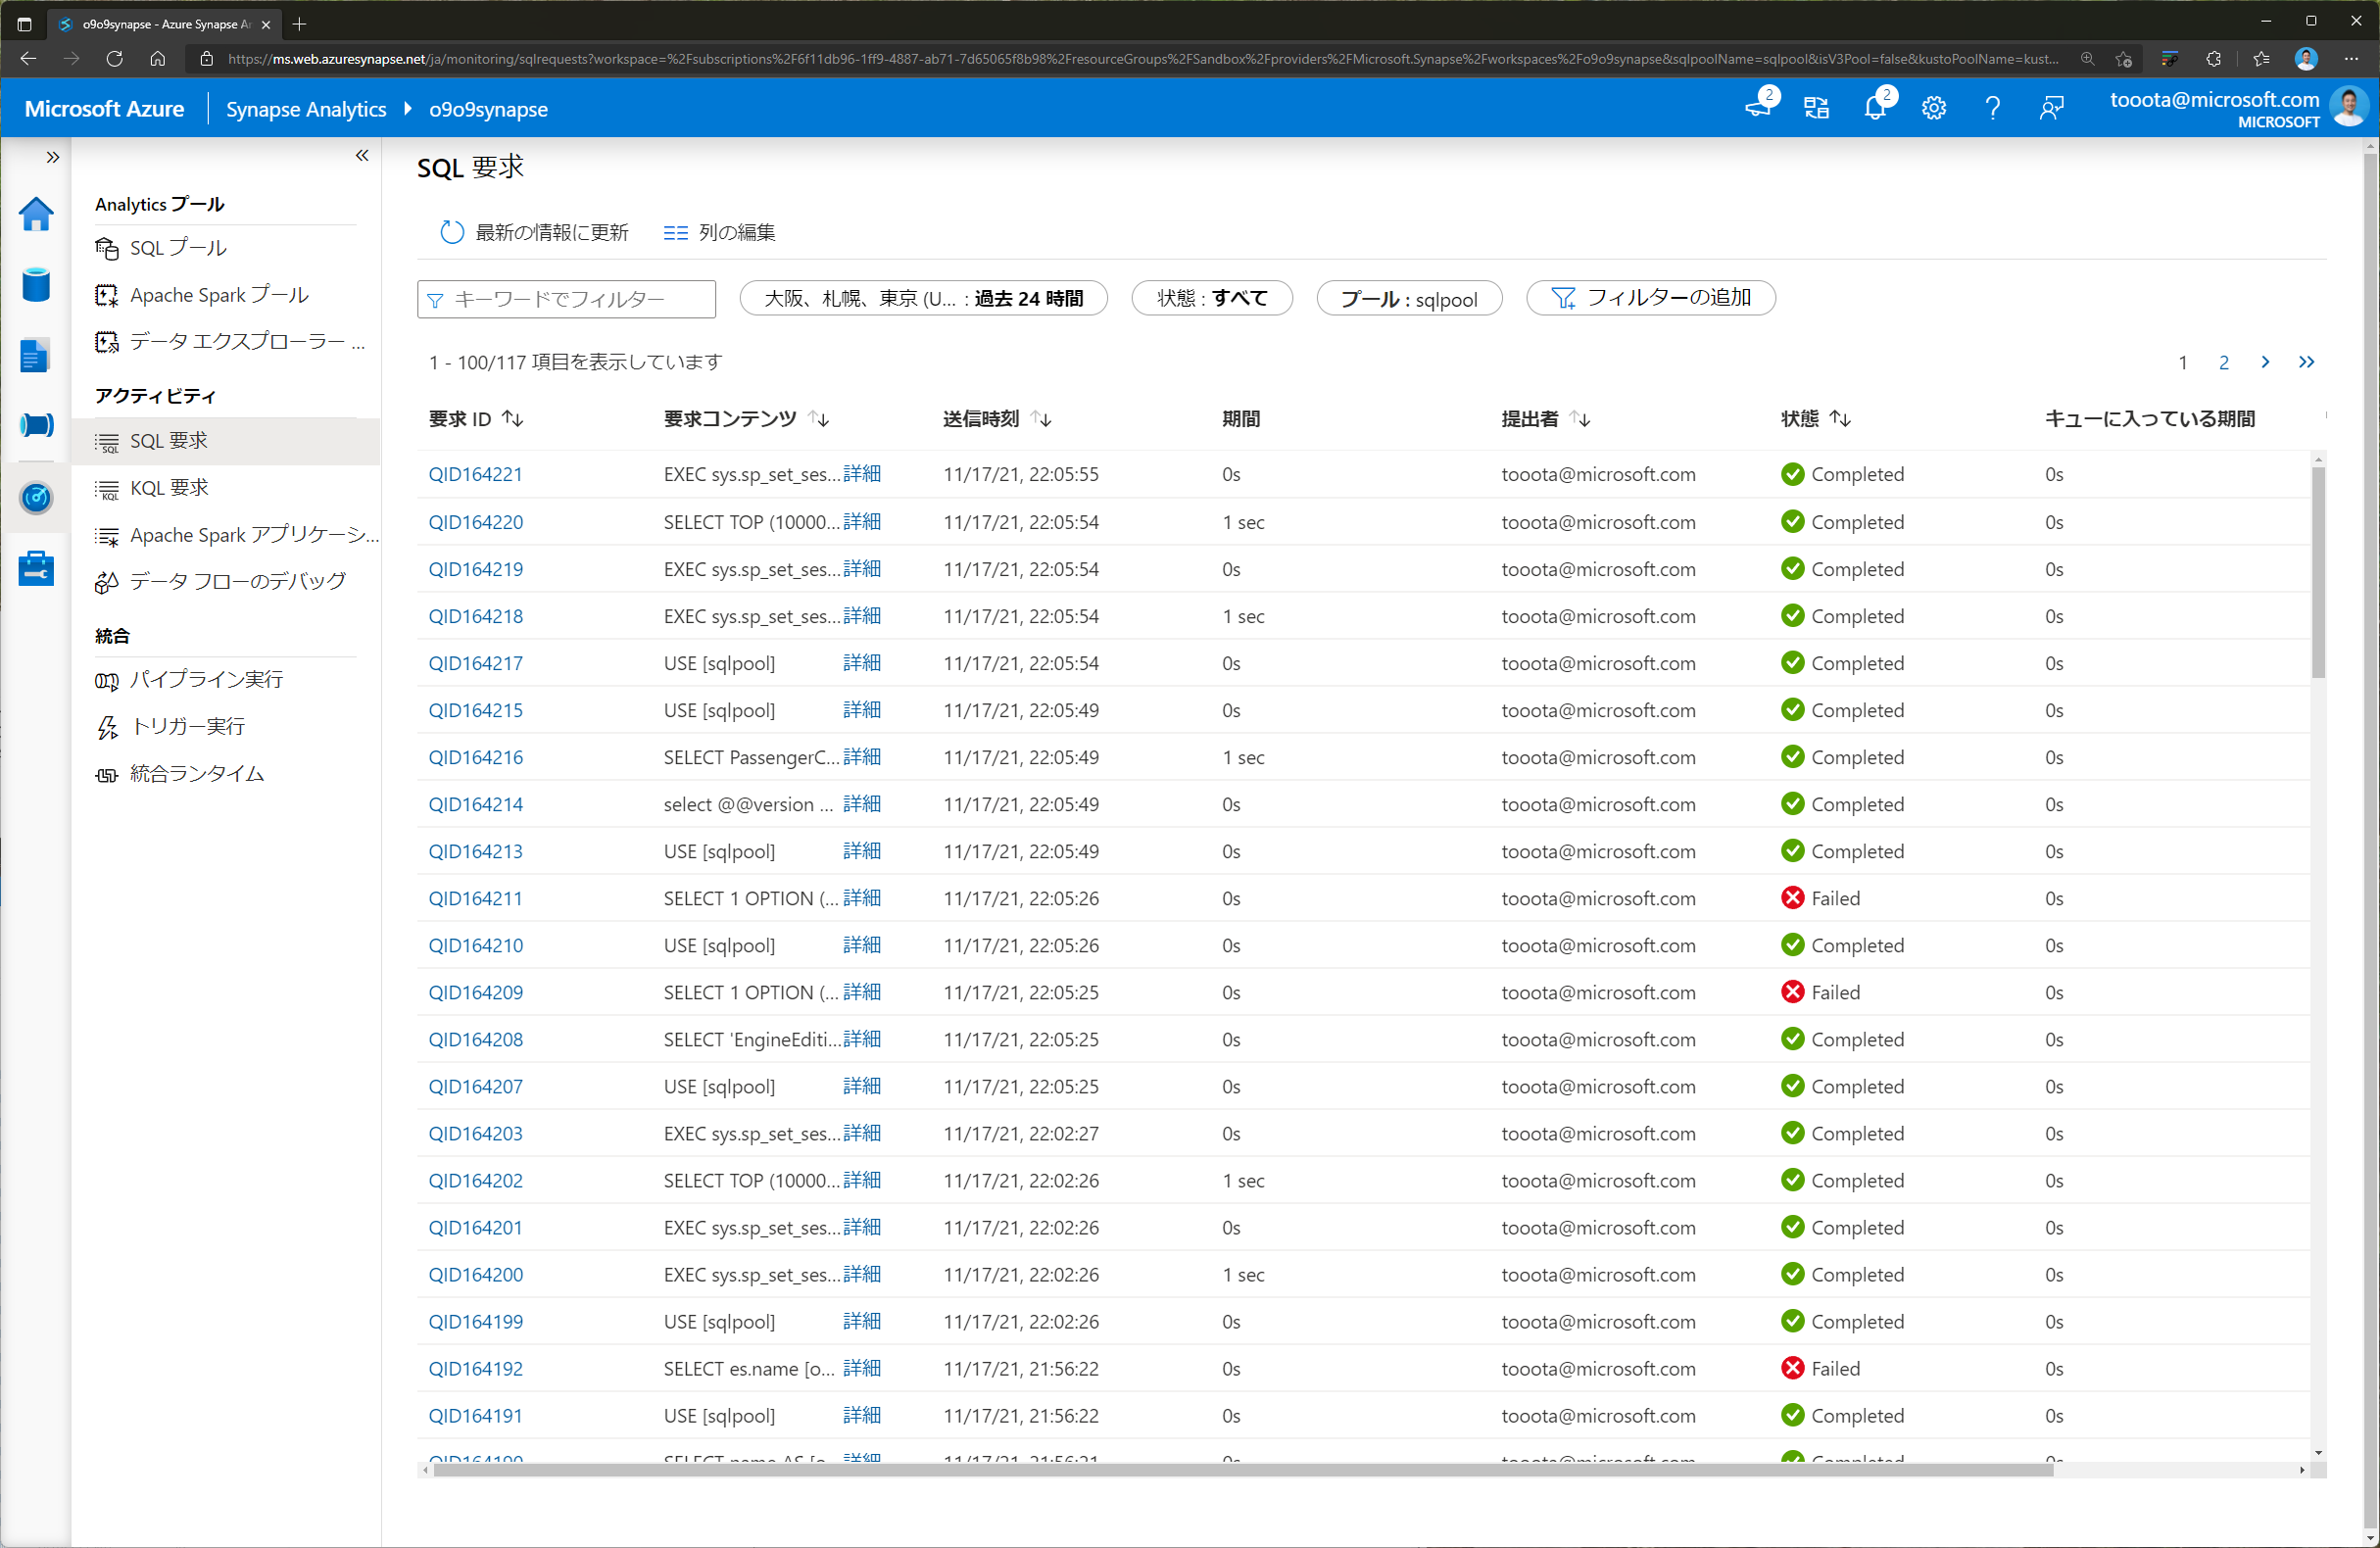 o9o9synapse - Azure Synapse An
https://ms.web.azuresynapse.net/ja/monitoring/sqlrequests?workspace=%2Fsubscriptions%2F6f11db96-1ff9-4887-ab71-7d65065f8b98%2FresourceGroups%2FSandbox%2Fproviders%2FMicrosoft.Synapse%2Fworkspaces%2Fo9o9synapse&sqlpoolName=sqlpool&isV3Pool=false&kustoPoolName=kust...
Microsoft Azure Synapse Analytics o9o9synapse 2 2 tooota@microsoft.com
MICROSOFT
SQL 要求
Analytics プール
SQL プール
Apache Spark プール
データ エクスプローラー ...
アクティビティ
SQL 要求
KQL 要求
Apache Spark アプリケーシ...
データ フローのデバッグ
統合
パイプライン実行
トリガー実行
統合ランタイム
最新の情報に更新 列の編集
キーワードでフィルター 大阪、札幌、東京 (U... : 過去 24 時間 状態 : すべて プール : sqlpool フィルターの追加
1 - 100/117 項目を表示しています 1 2
要求 ID 要求コンテンツ 送信時刻 期間 提出者 状態 キューに入っている期間
QID164221 EXEC sys.sp_set_ses... 詳細 11/17/21, 22:05:55 0s tooota@microsoft.com Completed 0s
QID164220 SELECT TOP (10000... 詳細 11/17/21, 22:05:54 1 sec tooota@microsoft.com Completed 0s
QID164219 EXEC sys.sp_set_ses... 詳細 11/17/21, 22:05:54 0s tooota@microsoft.com Completed 0s
QID164218 EXEC sys.sp_set_ses... 詳細 11/17/21, 22:05:54 1 sec tooota@microsoft.com Completed 0s
QID164217 USE [sqlpool] 詳細 11/17/21, 22:05:54 0s tooota@microsoft.com Completed 0s
QID164215 USE [sqlpool] 詳細 11/17/21, 22:05:49 0s tooota@microsoft.com Completed 0s
QID164216 SELECT PassengerC... 詳細 11/17/21, 22:05:49 1 sec tooota@microsoft.com Completed 0s
QID164214 select @@version ... 詳細 11/17/21, 22:05:49 0s tooota@microsoft.com Completed 0s
QID164213 USE [sqlpool] 詳細 11/17/21, 22:05:49 0s tooota@microsoft.com Completed 0s
QID164211 SELECT 1 OPTION (... 詳細 11/17/21, 22:05:26 0s tooota@microsoft.com Failed 0s
QID164210 USE [sqlpool] 詳細 11/17/21, 22:05:26 0s tooota@microsoft.com Completed 0s
QID164209 SELECT 1 OPTION (... 詳細 11/17/21, 22:05:25 0s tooota@microsoft.com Failed 0s
QID164208 SELECT 'EngineEditi... 詳細 11/17/21, 22:05:25 0s tooota@microsoft.com Completed 0s
QID164207 USE [sqlpool] 詳細 11/17/21, 22:05:25 0s tooota@microsoft.com Completed 0s
QID164203 EXEC sys.sp_set_ses... 詳細 11/17/21, 22:02:27 0s tooota@microsoft.com Completed 0s
QID164202 SELECT TOP (10000... 詳細 11/17/21, 22:02:26 1 sec tooota@microsoft.com Completed 0s
QID164201 EXEC sys.sp_set_ses... 詳細 11/17/21, 22:02:26 0s tooota@microsoft.com Completed 0s
QID164200 EXEC sys.sp_set_ses... 詳細 11/17/21, 22:02:26 1 sec tooota@microsoft.com Completed 0s
QID164199 USE [sqlpool] 詳細 11/17/21, 22:02:26 0s tooota@microsoft.com Completed 0s
QID164192 SELECT es.name [o... 詳細 11/17/21, 21:56:22 0s tooota@microsoft.com Failed 0s
QID164191 USE [sqlpool] 詳細 11/17/21, 21:56:22 0s tooota@microsoft.com Completed 0s
QID164190 SELECT name AS [o... 詳細 11/17/21, 21:56:21 0s tooota@microsoft.com Completed 0s